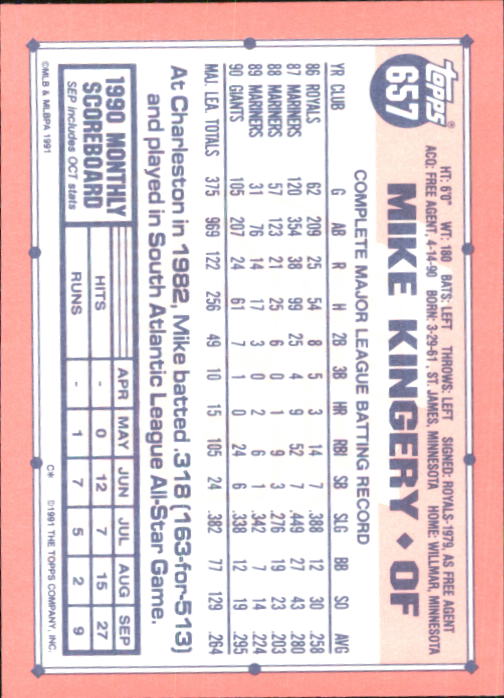 topps®
657
HT: 6'0" WT: 180 BATS: LEFT THROWS: LEFT SIGNED: ROYALS-1979, AS FREE AGENT
ACQ: FREE AGENT, 4-14-90 BORN: 3-29-61, ST. JAMES, MINNESOTA HOME: WILLMAR, MINNESOTA
MIKE KINGERY ♦ OF
COMPLETE MAJOR LEAGUE BATTING RECORD
YR CLUB G AB R H 2B 3B HR RBI SB SLG BB SO AVG
86 ROYALS 62 209 25 54 8 5 3 14 7 .388 12 30 .258
87 MARINERS 120 354 38 99 25 4 9 52 7 .449 27 43 .280
88 MARINERS 57 123 21 25 6 0 1 9 3 .276 19 23 .203
89 MARINERS 31 76 14 17 3 0 2 6 1 .342 7 14 .224
90 GIANTS 105 207 24 61 7 1 0 24 6 .338 12 19 .295
MAJ. LEA. TOTALS 375 969 122 256 49 10 15 105 24 .382 77 129 .264
At Charleston in 1982, Mike batted .318 (163-for-513)
and played in South Atlantic League All-Star Game.
1990 MONTHLY
SCOREBOARD
SEP includes OCT stats
APR MAY JUN JUL AUG SEP
HITS - 0 12 7 15 27
RUNS - 1 7 5 2 9
©MLB & MLBPA 1991
C* ©1991 THE TOPPS COMPANY, INC.